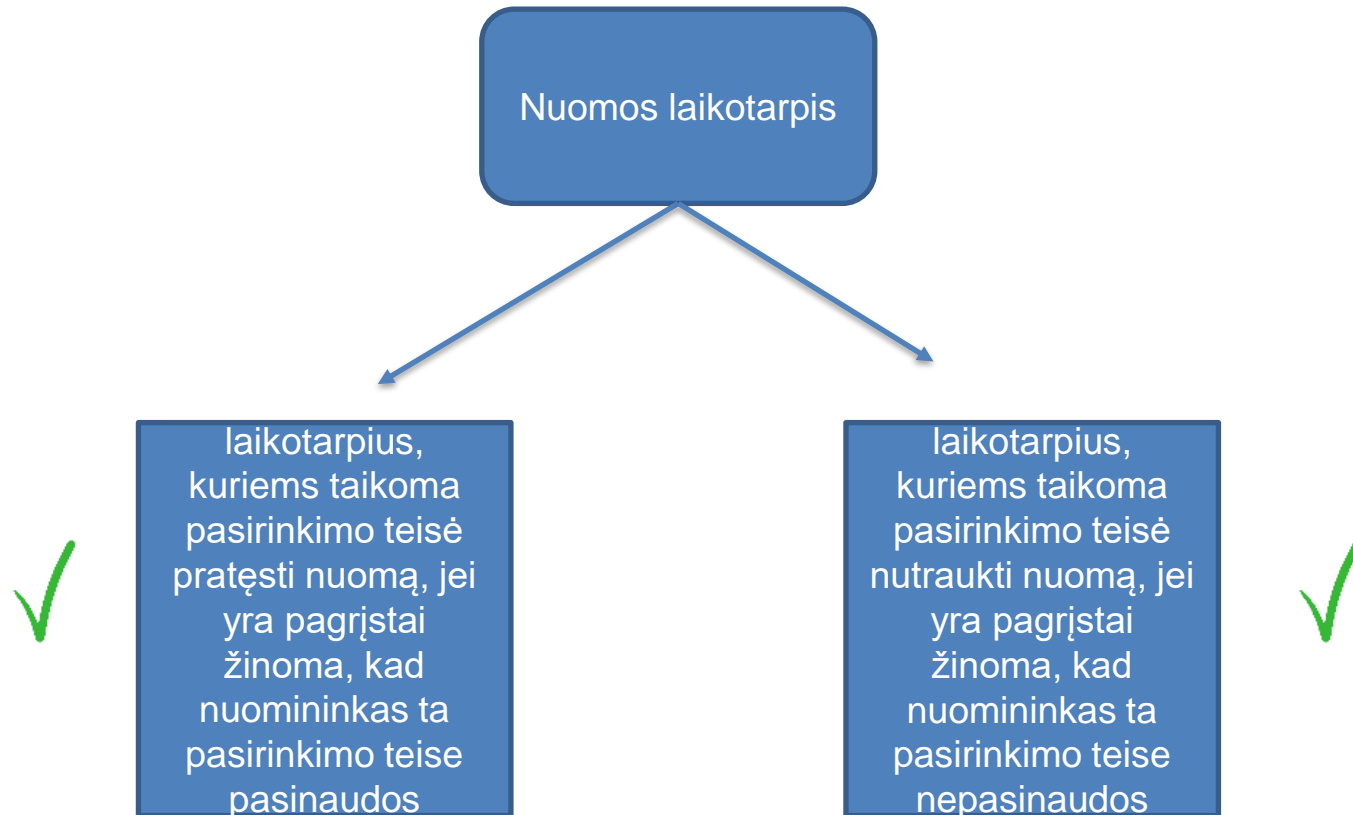 Nuomos laikotarpis
laikotarpius,
kuriems taikoma
pasirinkimo teisė
pratęsti nuomą, jei
yra pagrįstai
žinoma, kad
nuomininkas ta
pasirinkimo teise
pasinaudos
laikotarpius,
kuriems taikoma
pasirinkimo teisė
nutraukti nuomą, jei
yra pagrįstai
žinoma, kad
nuomininkas ta
pasirinkimo teise
nepasinaudos